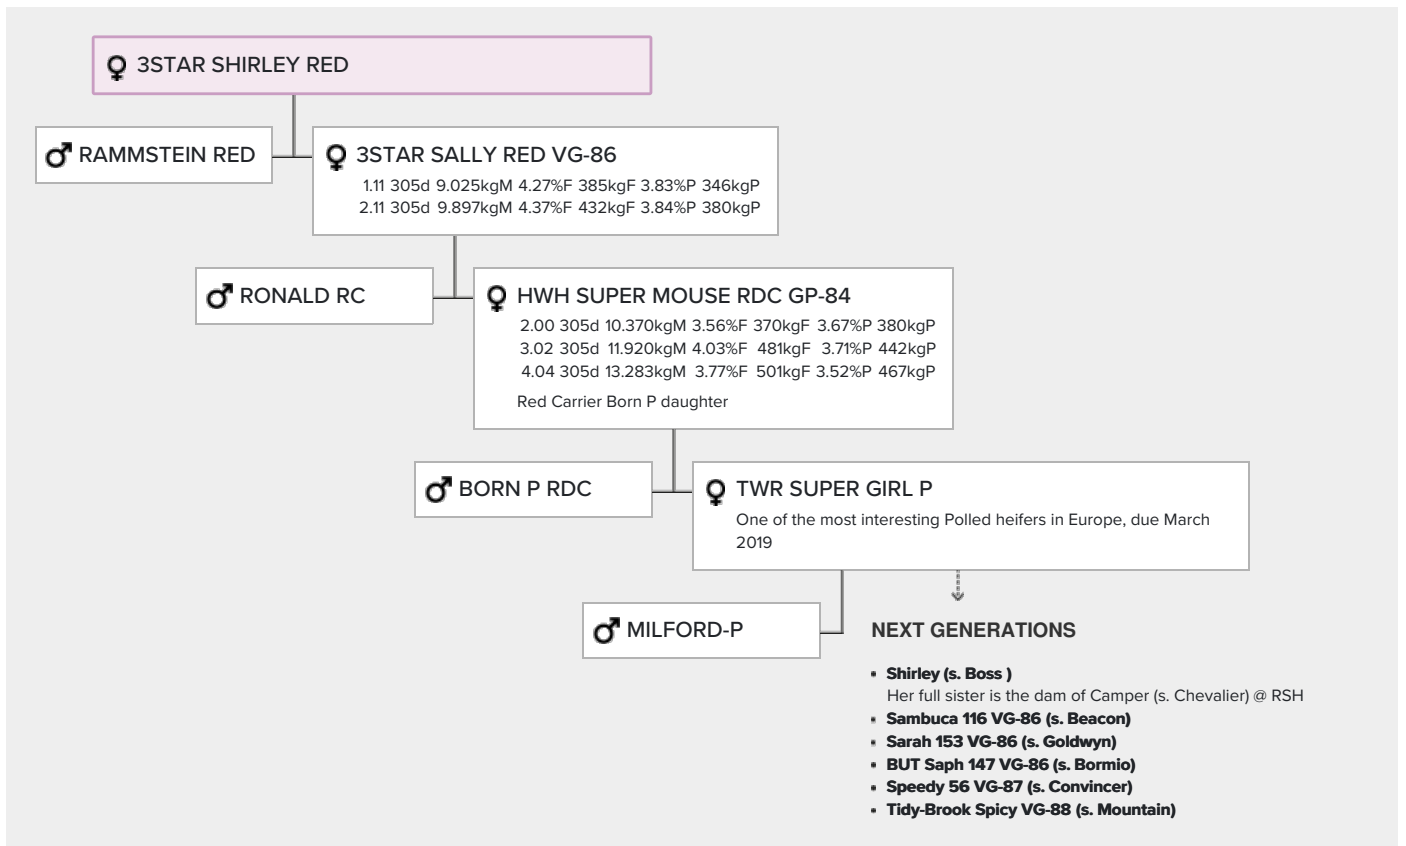 3STAR SHIRLEY RED
RAMMSTEIN RED
3STAR SALLY RED VG-86
1.11 305d 9.025kgM 4.27%F 385kgF 3.83%P 346kgP
2.11 305d 9.897kgM 4.37%F 432kgF 3.84%P 380kgP
RONALD RC
HWH SUPER MOUSE RDC GP-84
2.00 305d 10.370kgM 3.56%F 370kgF 3.67%P 380kgP
3.02 305d 11.920kgM 4.03%F 481kgF 3.71%P 442kgP
4.04 305d 13.283kgM 3.77%F 501kgF 3.52%P 467kgP
Red Carrier Born P daughter
BORN P RDC
TWR SUPER GIRL P
One of the most interesting Polled heifers in Europe, due March
2019
MILFORD-P
NEXT GENERATIONS
Shirley (s. Boss )
Her full sister is the dam of Camper (s. Chevalier) @ RSH
Sambuca 116 VG-86 (s. Beacon)
Sarah 153 VG-86 (s. Goldwyn)
BUT Saph 147 VG-86 (s. Bormio)
Speedy 56 VG-87 (s. Convincer)
Tidy-Brook Spicy VG-88 (s. Mountain)